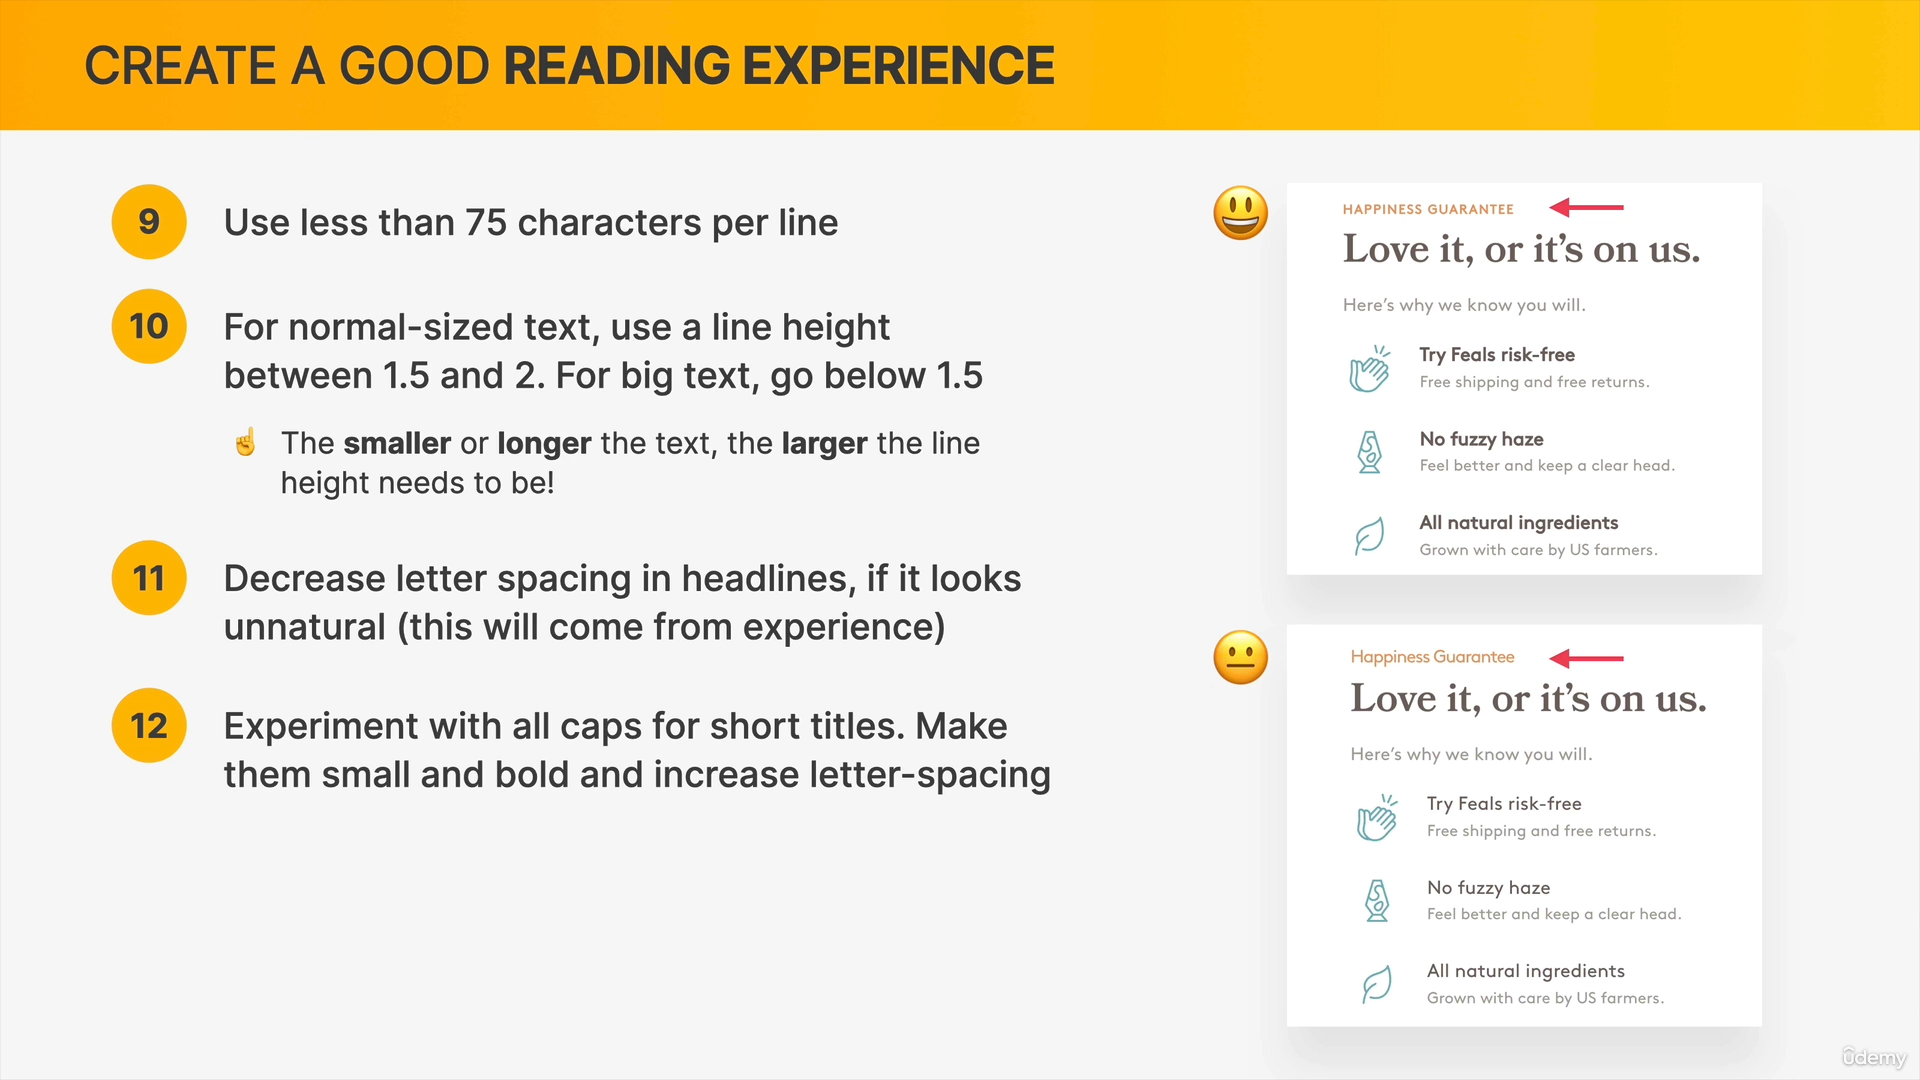 CREATE A GOOD READING EXPERIENCE
9
Use less than 75 characters per line
10
For normal-sized text, use a line height
between 1.5 and 2. For big text, go below 1.5
The smaller or longer the text, the larger the line
height needs to be!
11
Decrease letter spacing in headlines, if it looks
unnatural (this will come from experience)
12
Experiment with all caps for short titles. Make
them small and bold and increase letter-spacing
HAPPINESS GUARANTEE
Love it, or it’s on us.
Here’s why we know you will.
Try Feals risk-free
Free shipping and free returns.
No fuzzy haze
Feel better and keep a clear head.
All natural ingredients
Grown with care by US farmers.
Happiness Guarantee
Love it, or it’s on us.
Here’s why we know you will.
Try Feals risk-free
Free shipping and free returns.
No fuzzy haze
Feel better and keep a clear head.
All natural ingredients
Grown with care by US farmers.
ûdemy